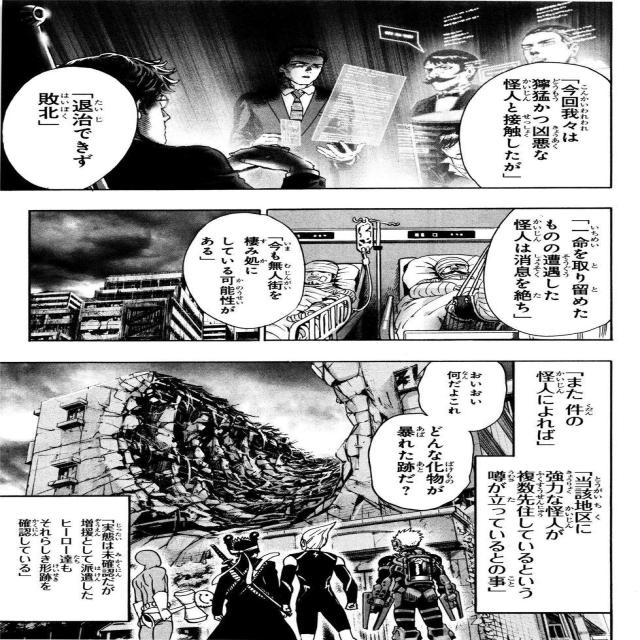 「今回我々は
獰猛かつ凶悪な
怪人と接触したが」
「退治できず
敗北」
「一命を取り留めた
ものの遭遇した
怪人は消息を絶ち」
「今も無人街を
棲み処に
している可能性が
ある」
「また 件の
怪人によれば」
「当該地区に
強力な怪人が
複数先住しているという
噂が立っているとの事」
おいおい
何だよこれ
どんな化物が
暴れた跡だ?
「実態は未確認だが
増援として派遣した
ヒーロー達も
それらしき形跡を
確認している」